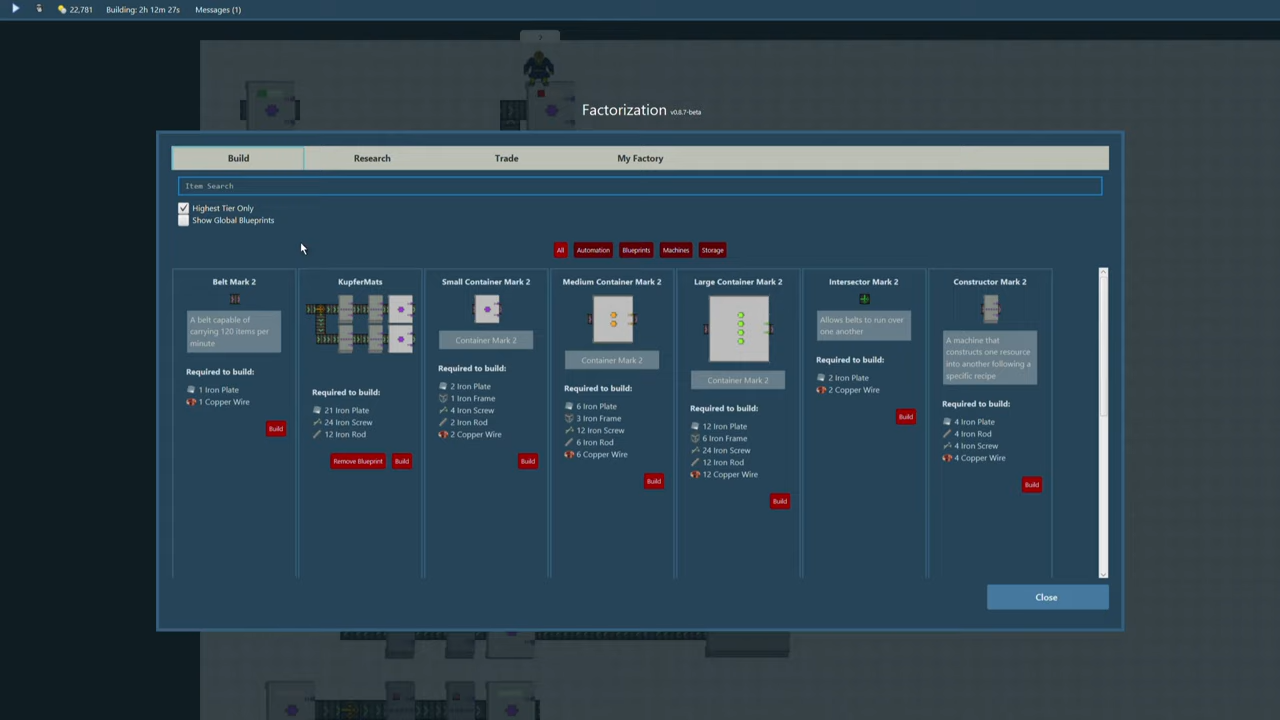 22,781 Building: 2h 12m 27s Messages (1)
Factorization v0.8.7-beta
Build Research Trade My Factory
Item Search
Highest Tier Only
Show Global Blueprints
All Automation Blueprints Machines Storage
Belt Mark 2
A belt capable of
carrying 120 items per
minute
Required to build:
1 Iron Plate
1 Copper Wire
Build
KupferMats
Required to build:
21 Iron Plate
24 Iron Screw
12 Iron Rod
Remove Blueprint Build
Small Container Mark 2
Container Mark 2
Required to build:
2 Iron Plate
1 Iron Frame
4 Iron Screw
2 Iron Rod
2 Copper Wire
Build
Medium Container Mark 2
Container Mark 2
Required to build:
6 Iron Plate
3 Iron Frame
12 Iron Screw
6 Iron Rod
6 Copper Wire
Build
Large Container Mark 2
Container Mark 2
Required to build:
12 Iron Plate
6 Iron Frame
24 Iron Screw
12 Iron Rod
12 Copper Wire
Build
Intersector Mark 2
Allows belts to run over
one another
Required to build:
2 Iron Plate
2 Copper Wire
Build
Constructor Mark 2
A machine that
constructs one resource
into another following a
specific recipe
Required to build:
4 Iron Plate
4 Iron Rod
4 Iron Screw
4 Copper Wire
Build
Close